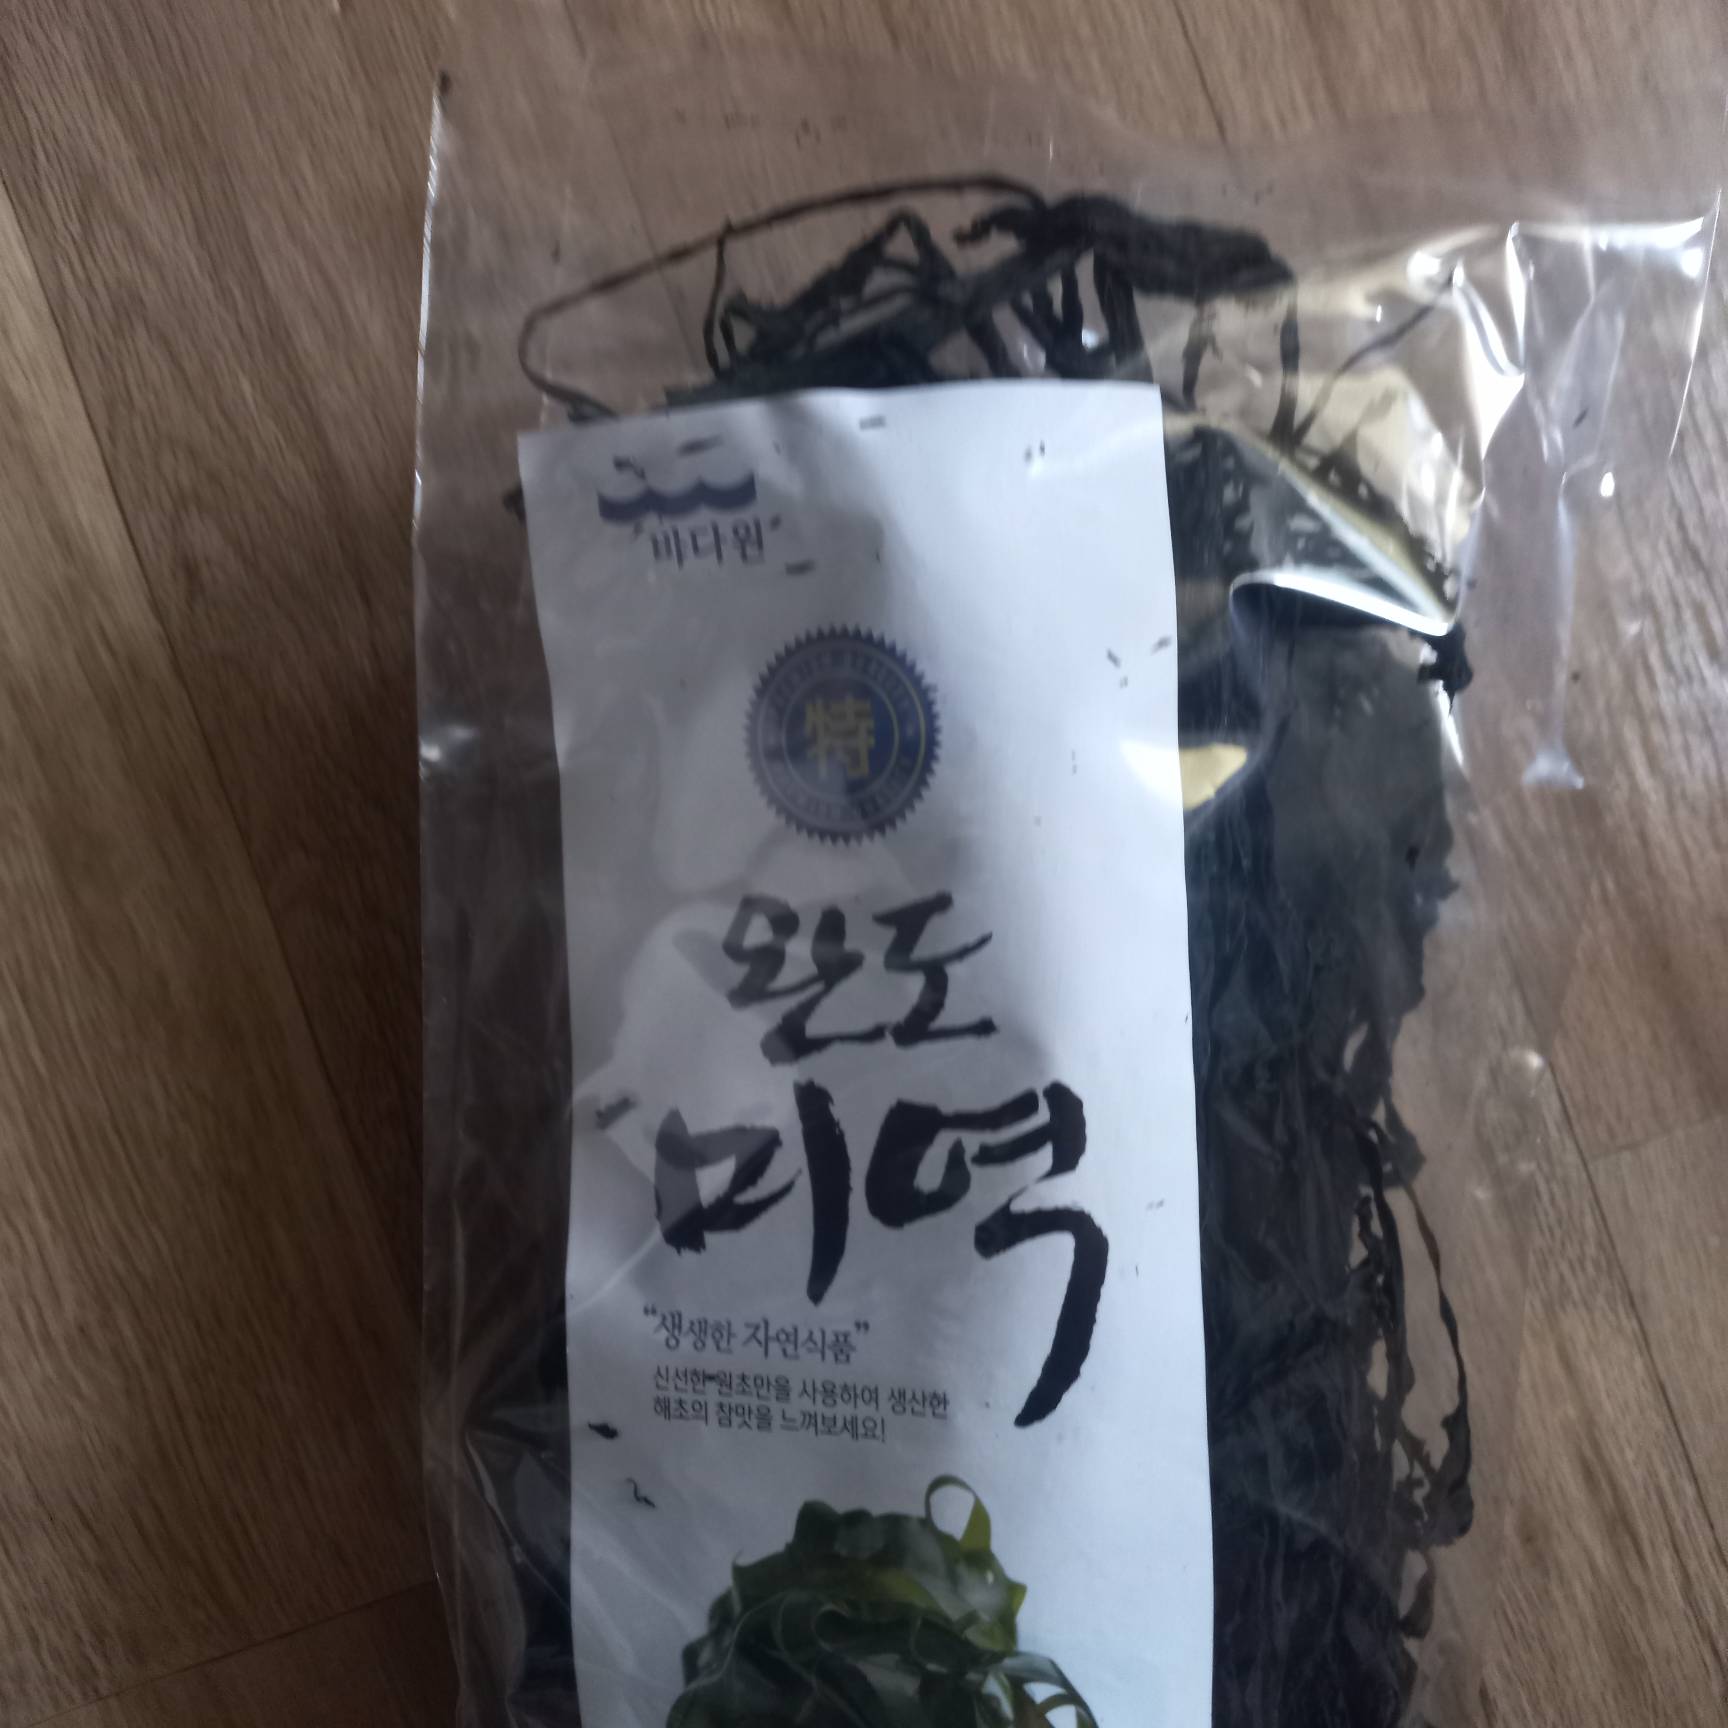 바다원
特
완도
미역
“생생한 자연식품”
신선한 원초만을 사용하여 생산한
해초의 참맛을 느껴보세요!